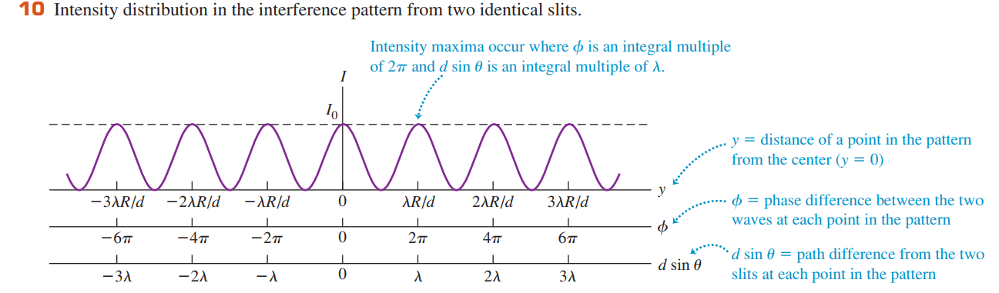 10 Intensity distribution in the interference pattern from two identical slits.
Intensity maxima occur where ϕ is an integral multiple
of 2π and d sin θ is an integral multiple of λ.
I
I₀
y = distance of a point in the pattern
from the center (y = 0)
y
−3λR/d −2λR/d −λR/d 0 λR/d 2λR/d 3λR/d
ϕ = phase difference between the two
waves at each point in the pattern
ϕ
−6π −4π −2π 0 2π 4π 6π
d sin θ = path difference from the two
slits at each point in the pattern
d sin θ
−3λ −2λ −λ 0 λ 2λ 3λ